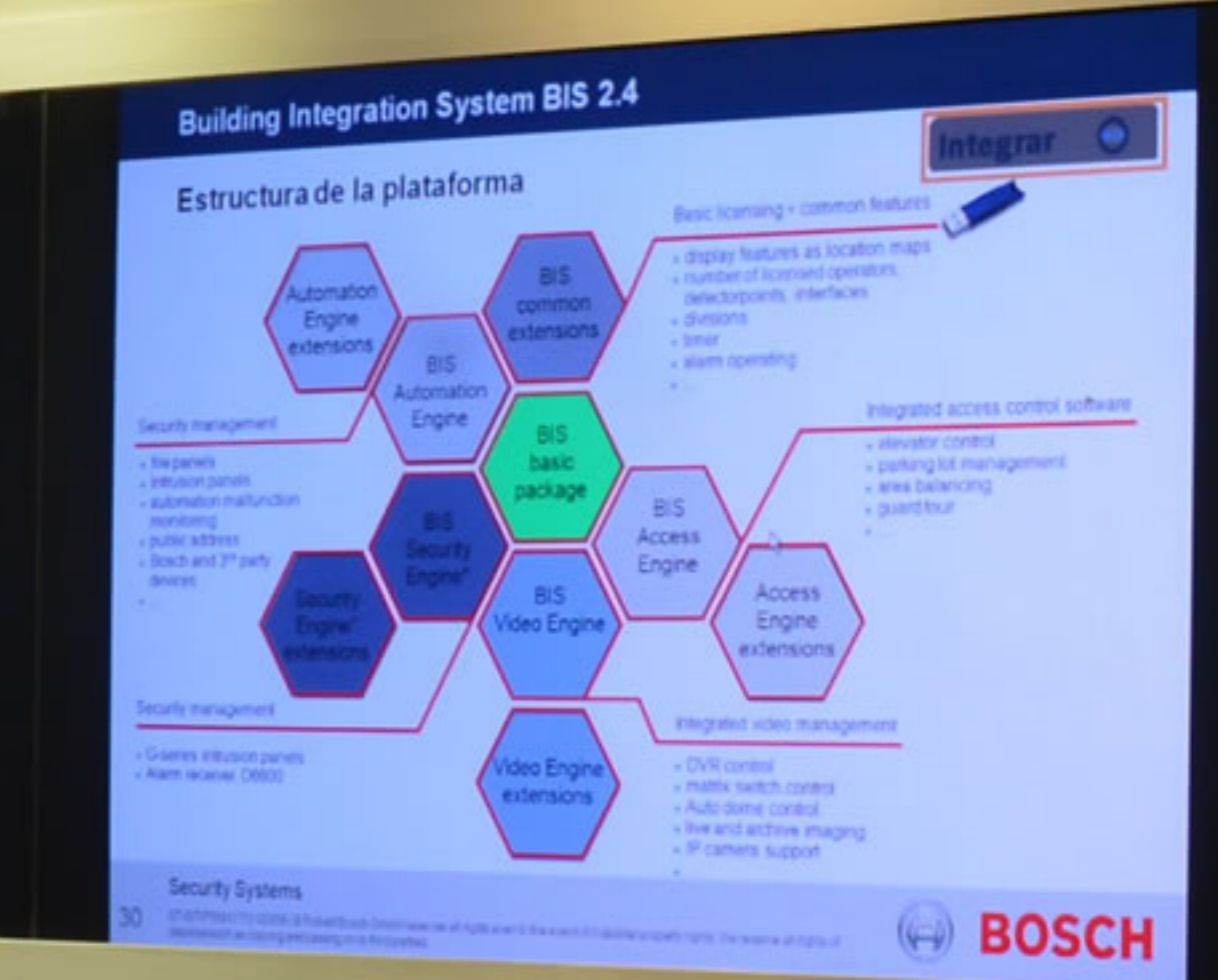 Building Integration System BIS 2.4
Integrar
Estructura de la plataforma
Basic licensing + common features
- display features as location maps
- number of licensed operators,
detectorpoints, interfaces
- divisions
- timer
- alarm operating
- ...
Automation
Engine
extensions
BIS
common
extensions
BIS
Automation
Engine
Security management
- fire panels
- intrusion panels
- automation malfunction
monitoring
- public address
- Bosch and 3rd party
devices
- ...
BIS
basic
package
Integrated access control software
- elevator control
- parking lot management
- area balancing
- guard tour
- ...
BIS
Security
Engine*
BIS
Access
Engine
Security
Engine*
extensions
BIS
Video Engine
Access
Engine
extensions
Security management
- G-series intrusion panels
- Alarm receiver D6600
Integrated video management
- DVR control
- matrix switch control
- Auto dome control
- live and archive imaging
- IP camera support
Video Engine
extensions
Security Systems
30
BOSCH